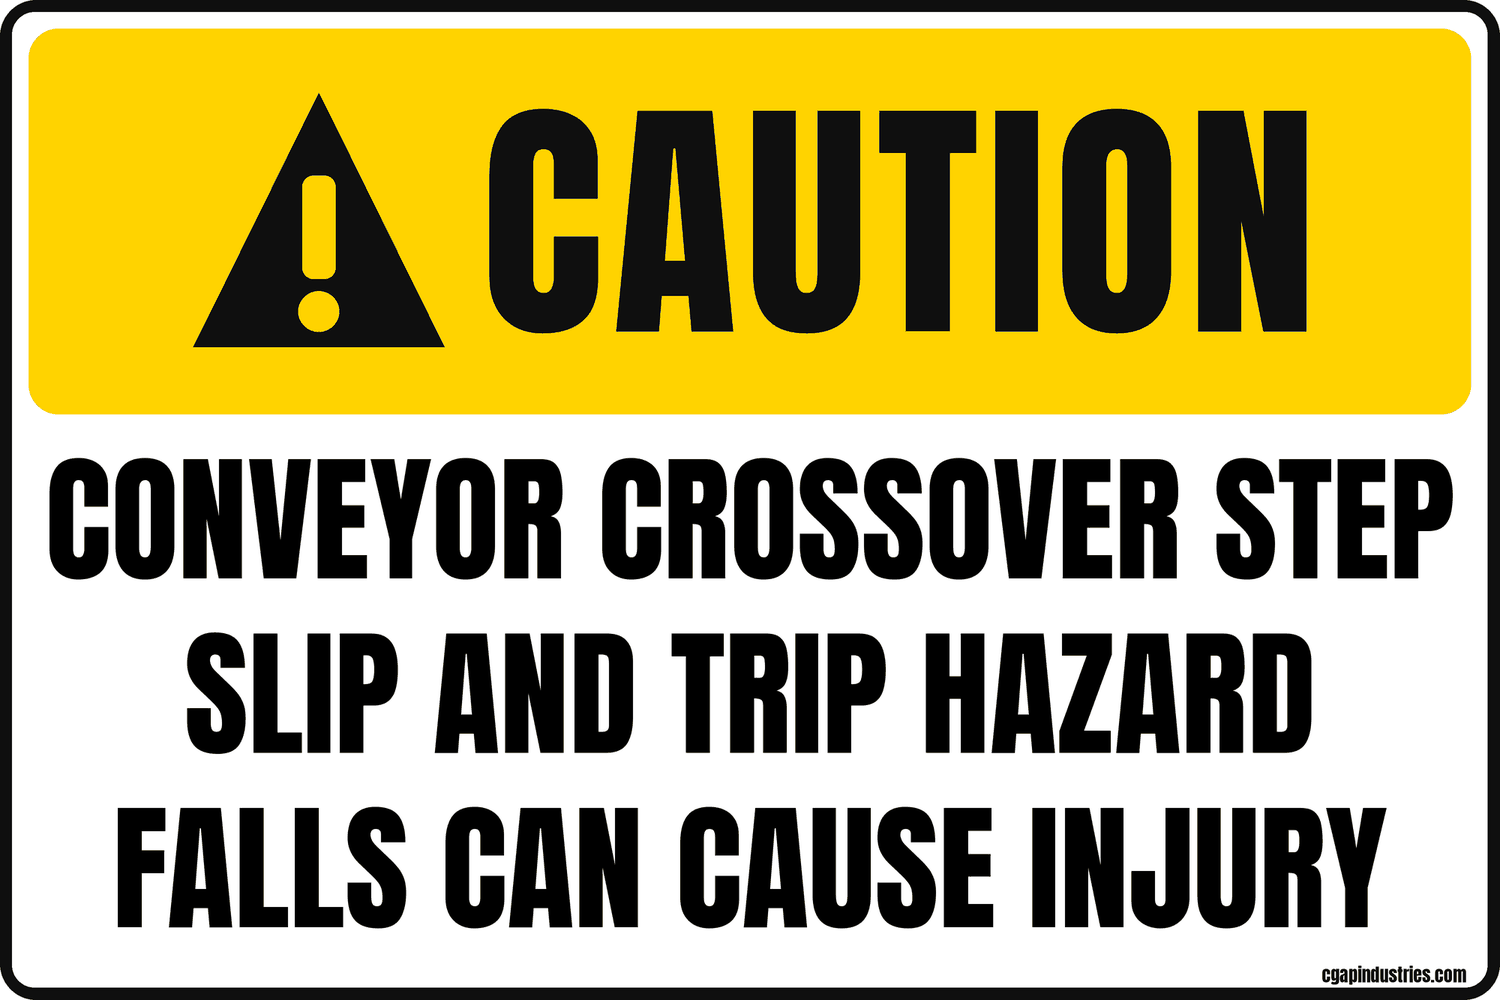 CAUTION
CONVEYOR CROSSOVER STEP
SLIP AND TRIP HAZARD
FALLS CAN CAUSE INJURY
cgapindustries.com